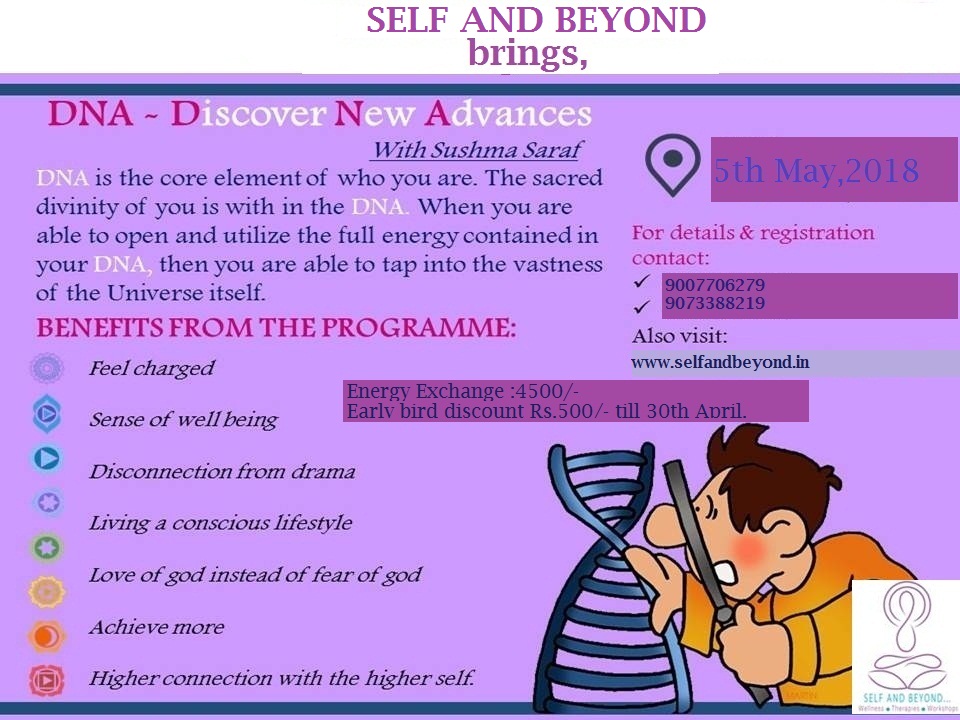 SELF AND BEYOND
brings,
DNA ~ Discover New Advances
With Sushma Saraf
DNA is the core element of who you are. The sacred
divinity of you is with in the DNA. When you are
able to open and utilize the full energy contained in
your DNA, then you are able to tap into the vastness
of the Universe itself.
BENEFITS FROM THE PROGRAMME:
Feel charged
Sense of well being
Disconnection from drama
Living a conscious lifestyle
Love of god instead of fear of god
Achieve more
Higher connection with the higher self.
5th May,2018
For details & registration
contact:
9007706279
9073388219
Also visit:
www.selfandbeyond.in
Energy Exchange :4500/-
Early bird discount Rs.500/- till 30th April.
MARTIN
SELF AND BEYOND...
Wellness • Therapies • Workshops